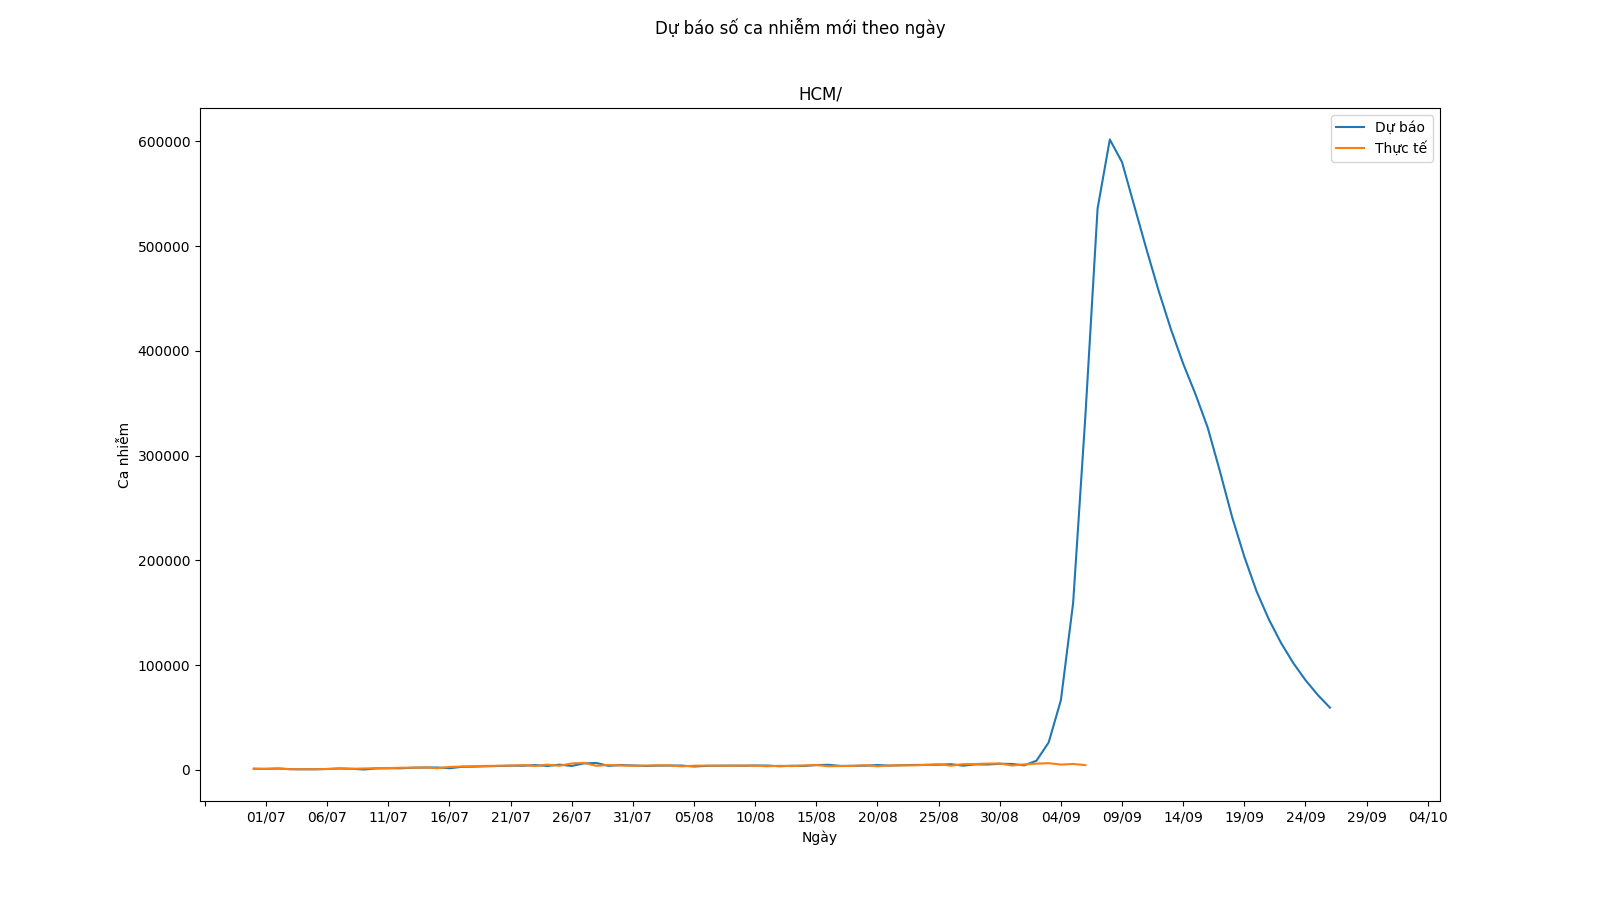 Dự báo số ca nhiễm mới theo ngày
HCM/
Dự báo
Thực tế
600000
500000
400000
300000
200000
100000
0
Ca nhiễm
01/07 06/07 11/07 16/07 21/07 26/07 31/07 05/08 10/08 15/08 20/08 25/08 30/08 04/09 09/09 14/09 19/09 24/09 29/09 04/10
Ngày